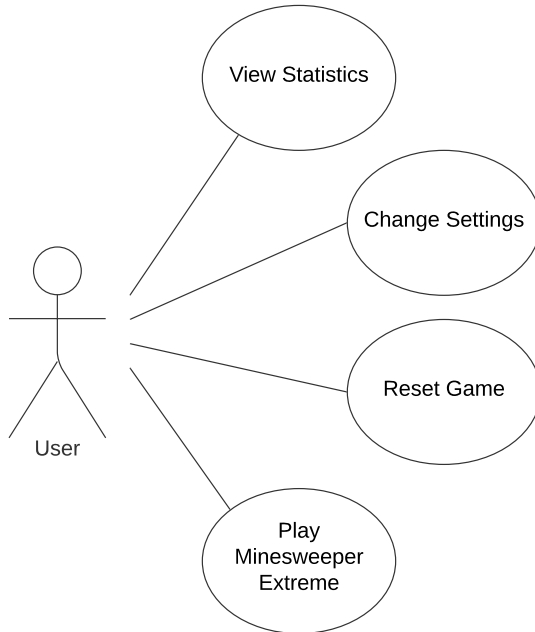 View Statistics
Change Settings
Reset Game
User
Play
Minesweeper
Extreme